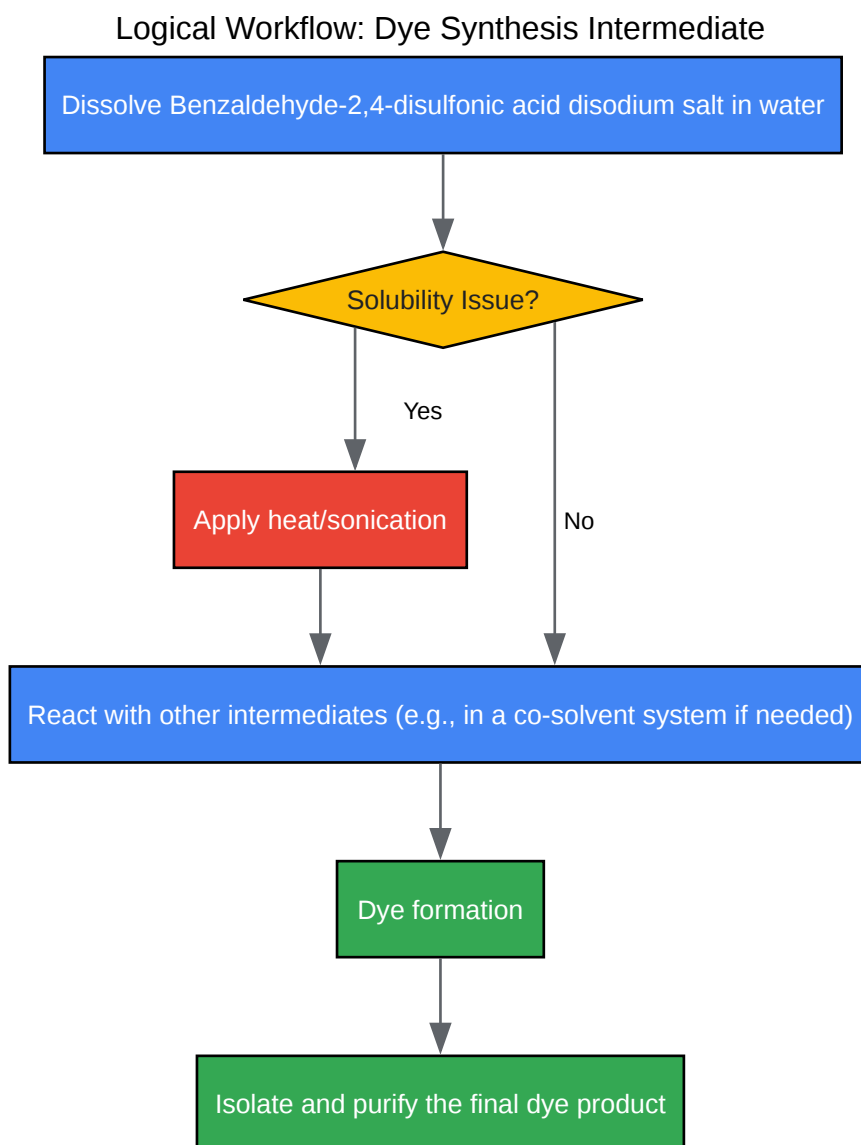 Logical Workflow: Dye Synthesis Intermediate
Dissolve Benzaldehyde-2,4-disulfonic acid disodium salt in water
Solubility Issue?
Yes
Apply heat/sonication
No
React with other intermediates (e.g., in a co-solvent system if needed)
Dye formation
Isolate and purify the final dye product